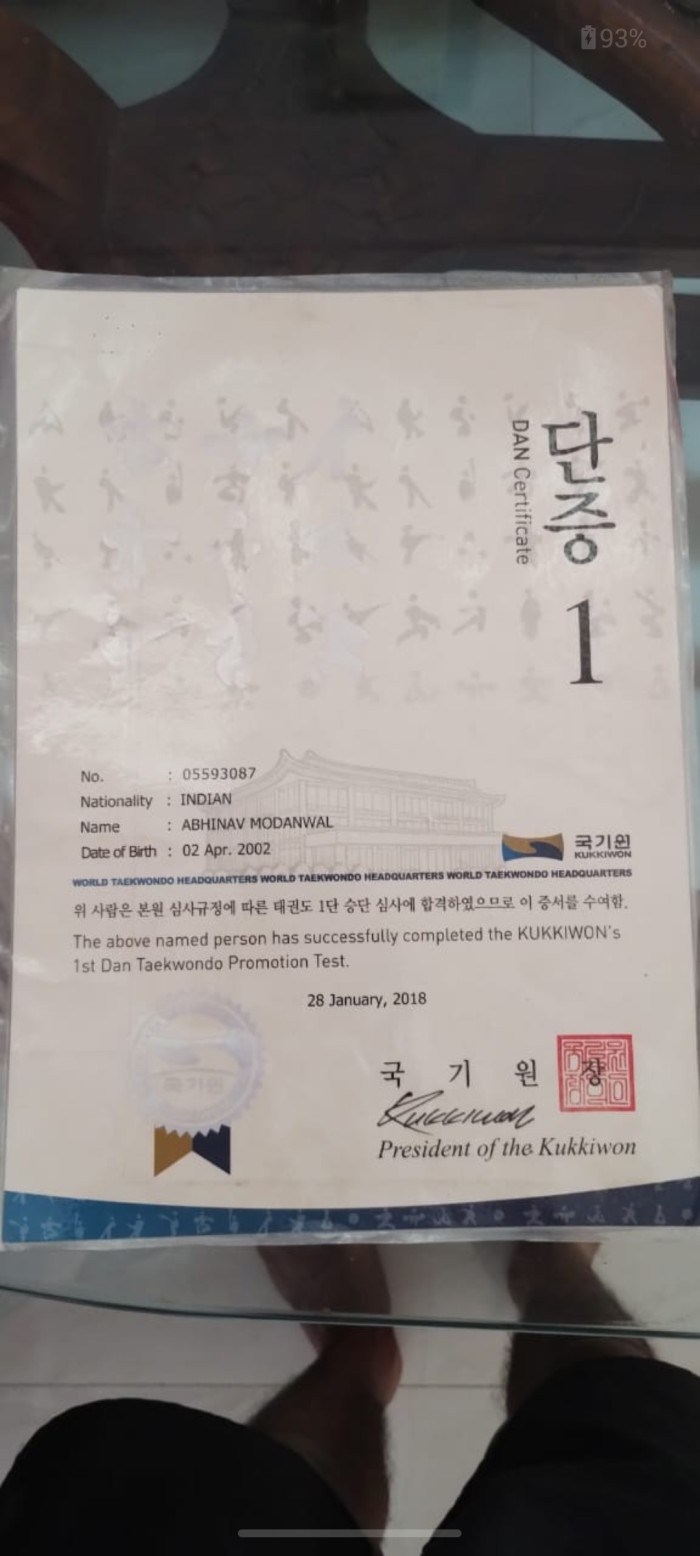 93%
단증
DAN Certificate
1
No. : 05593087
Nationality : INDIAN
Name : ABHINAV MODANWAL
Date of Birth : 02 Apr. 2002
국기원
KUKKIWON
WORLD TAEKWONDO HEADQUARTERS WORLD TAEKWONDO HEADQUARTERS WORLD TAEKWONDO HEADQUARTERS
위 사람은 본원 심사규정에 따른 태권도 1단 승단 심사에 합격하였으므로 이 증서를 수여함.
The above named person has successfully completed the KUKKIWON's
1st Dan Taekwondo Promotion Test.
28 January, 2018
국기원
국 기 원 장
Kukkiwon
President of the Kukkiwon